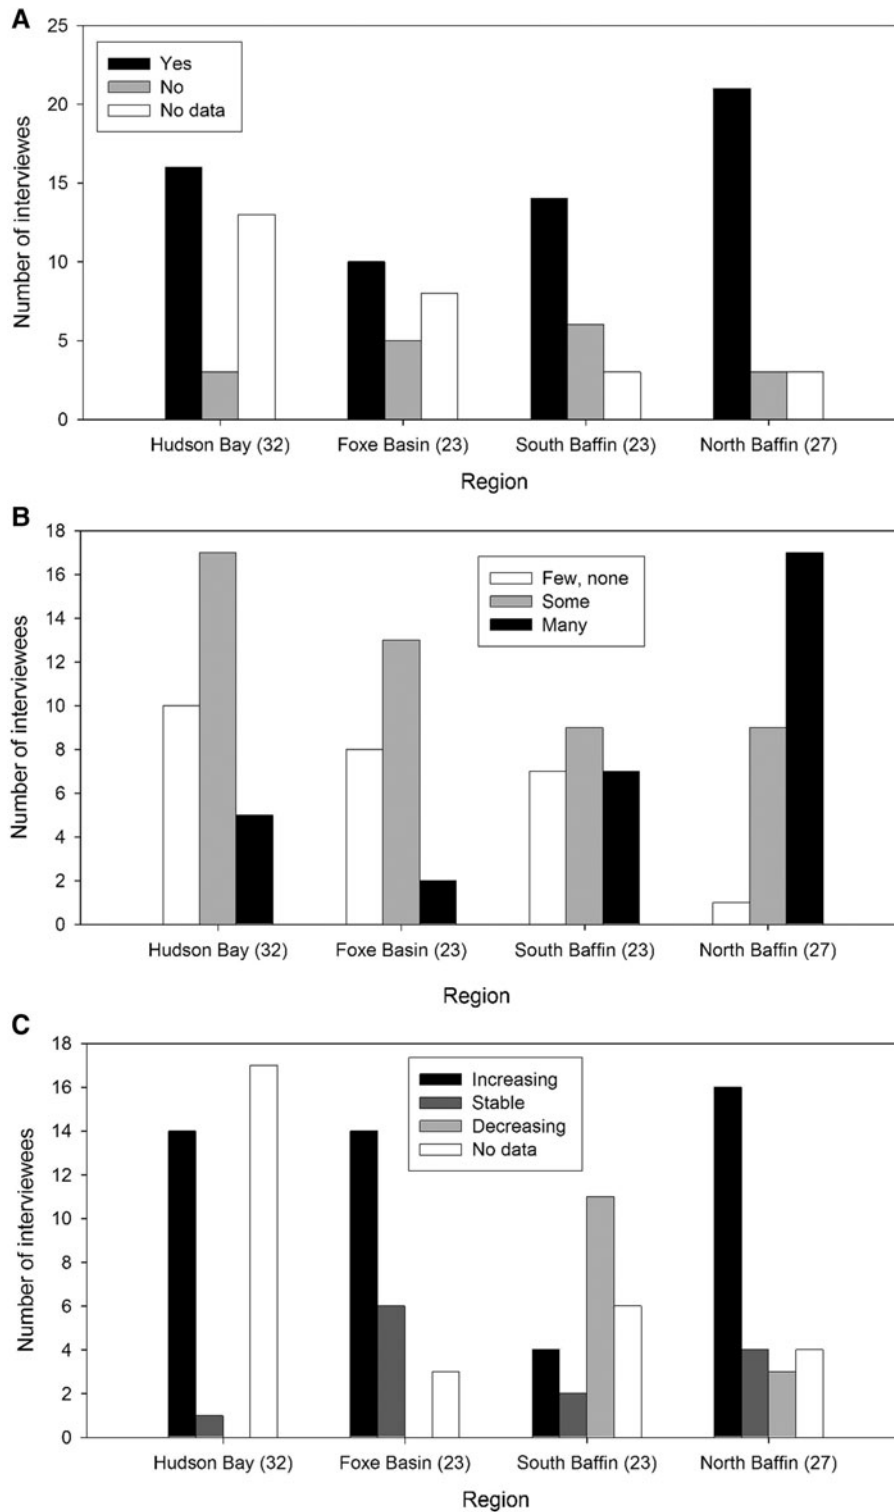 A
25
20
15
10
5
0
Number of interviewes
Yes
No
No data
Hudson Bay (32)
Foxe Basin (23)
South Baffin (23)
North Baffin (27)
Region
B
18
16
14
12
10
8
6
4
2
0
Number of interviewees
Few, none
Some
Many
Hudson Bay (32)
Foxe Basin (23)
South Baffin (23)
North Baffin (27)
Region
C
18
16
14
12
10
8
6
4
2
0
Number of interviewees
Increasing
Stable
Decreasing
No data
Hudson Bay (32)
Foxe Basin (23)
South Baffin (23)
North Baffin (27)
Region